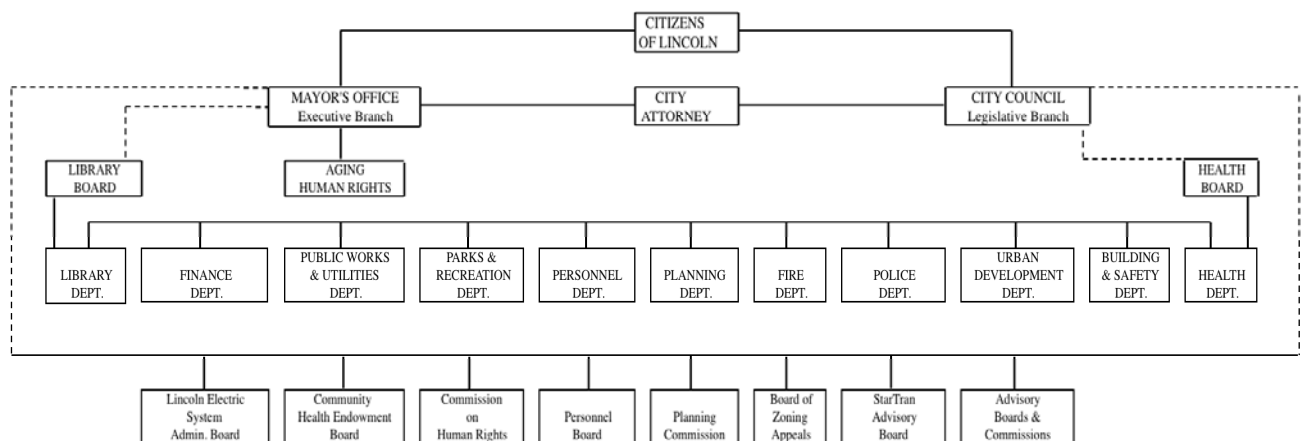 CITIZENS
OF LINCOLN
MAYOR'S OFFICE
Executive Branch
CITY
ATTORNEY
CITY COUNCIL
Legislative Branch
LIBRARY
BOARD
AGING
HUMAN RIGHTS
HEALTH
BOARD
LIBRARY
DEPT.
FINANCE
DEPT.
PUBLIC WORKS
& UTILITIES
DEPT.
PARKS &
RECREATION
DEPT.
PERSONNEL
DEPT.
PLANNING
DEPT.
FIRE
DEPT.
POLICE
DEPT.
URBAN
DEVELOPMENT
DEPT.
BUILDING
& SAFETY
DEPT.
HEALTH
DEPT.
Lincoln Electric
System
Admin. Board
Community
Health Endowment
Board
Commission
on
Human Rights
Personnel
Board
Planning
Commission
Board of
Zoning
Appeals
StarTran
Advisory
Board
Advisory
Boards &
Commissions